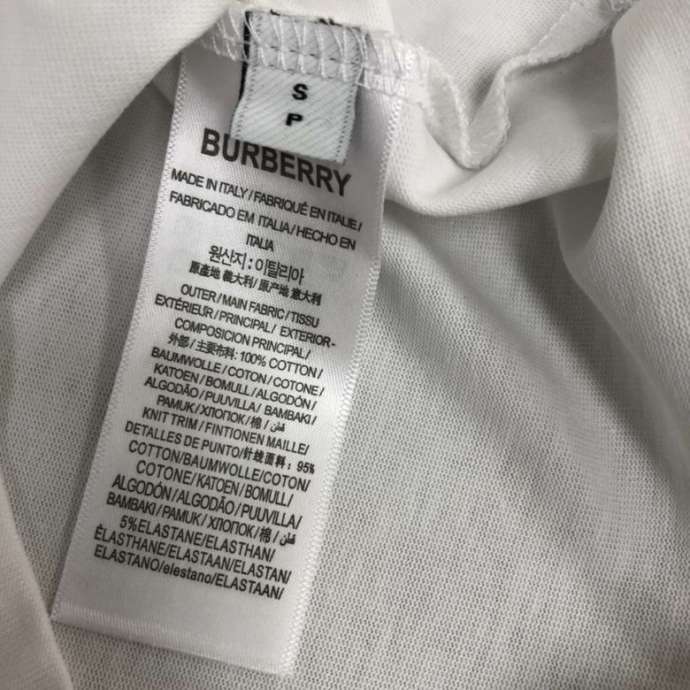 S
P
BURBERRY
MADE IN ITALY/FABRIQUÉ EN ITALIE/
FABRICADO EM ITALIA/HECHO EN
ITALIA
원산지:이탈리아
原產地 義大利/原产地 意大利
OUTER/MAIN FABRIC/TISSU
EXTÉRIEUR/PRINCIPAL/EXTERIOR-
COMPOSICION PRINCIPAL/
外部/主要布料: 100% COTTON/
BAUMWOLLE/COTON/COTONE/
KATOEN/BOMULL/ALGODÓN/
ALGODÃO/PUUVILLA/BAMBAKI/
PAMUK/ХЛОПОК/棉/قطن
KNIT TRIM/FINTIONEN MAILLE/
DETALLES DE PUNTO/针线面料: 95%
COTTON/BAUMWOLLE/COTON/
COTONE/KATOEN/BOMULL/
ALGODÓN/ALGODÃO/PUUVILLA/
BAMBAKI/PAMUK/ХЛОПОК/棉/قطن
5%ELASTANE/ELASTHAN/
ÉLASTHANE/ELASTAAN/ELASTAN/
ELASTANO/elestano/ELASTAAN/